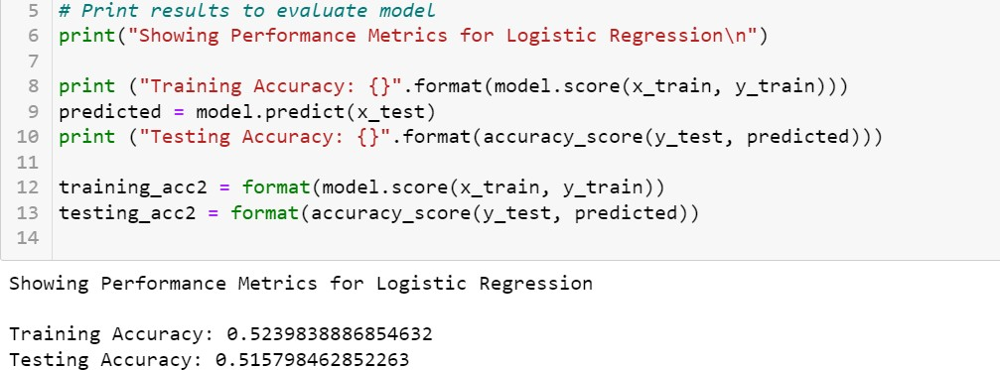 5 # Print results to evaluate model
6 print("Showing Performance Metrics for Logistic Regression\n")
7
8 print ("Training Accuracy: {}".format(model.score(x_train, y_train)))
9 predicted = model.predict(x_test)
10 print ("Testing Accuracy: {}".format(accuracy_score(y_test, predicted)))
11
12 training_acc2 = format(model.score(x_train, y_train))
13 testing_acc2 = format(accuracy_score(y_test, predicted))
14
Showing Performance Metrics for Logistic Regression
Training Accuracy: 0.5239838886854632
Testing Accuracy: 0.515798462852263